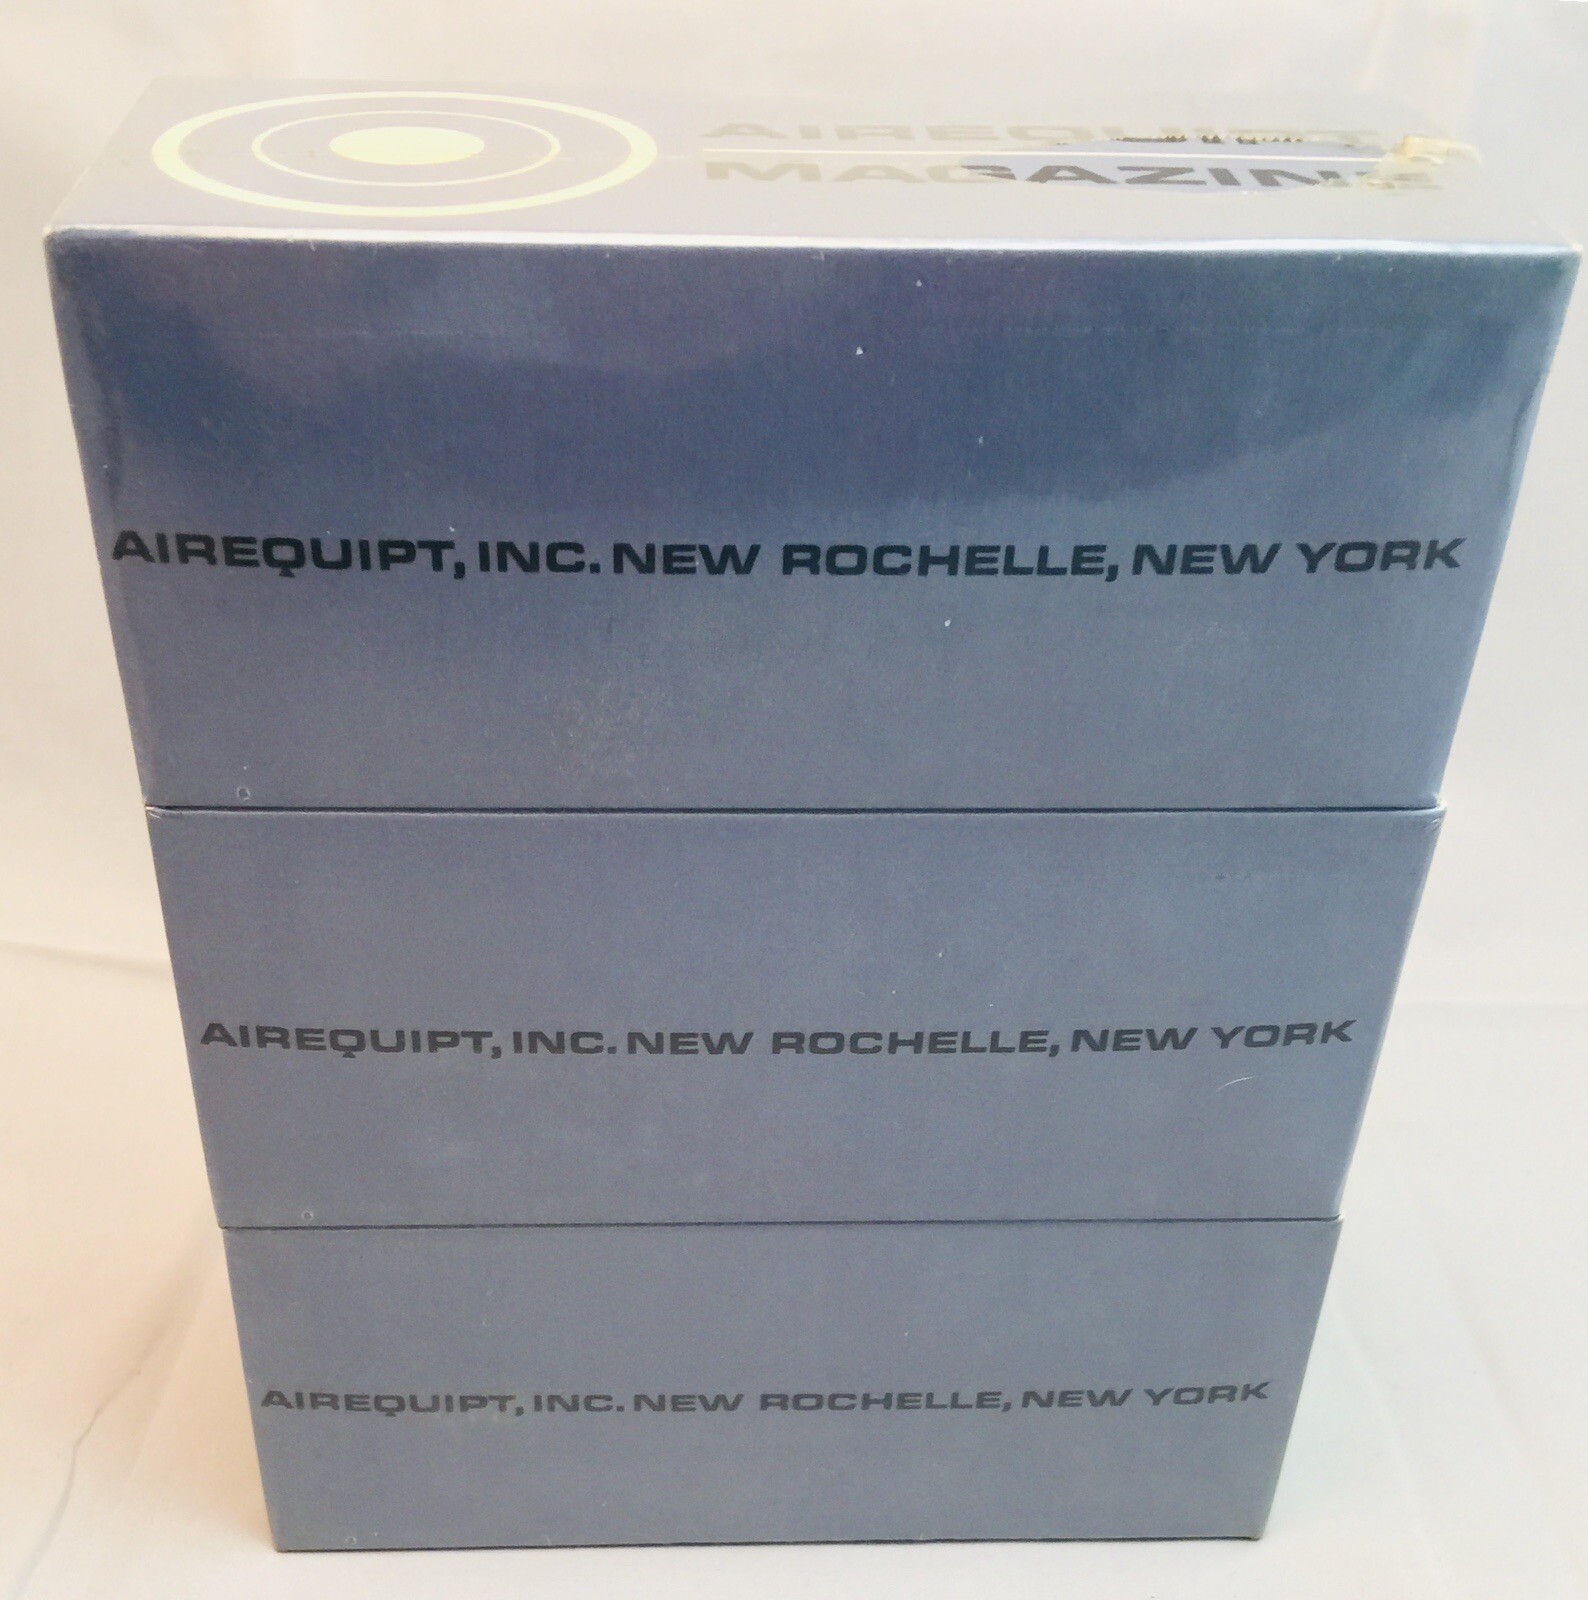 AIREQUIPT
MAGAZINE
AIREQUIPT, INC. NEW ROCHELLE, NEW YORK
AIREQUIPT, INC. NEW ROCHELLE, NEW YORK
AIREQUIPT, INC. NEW ROCHELLE, NEW YORK